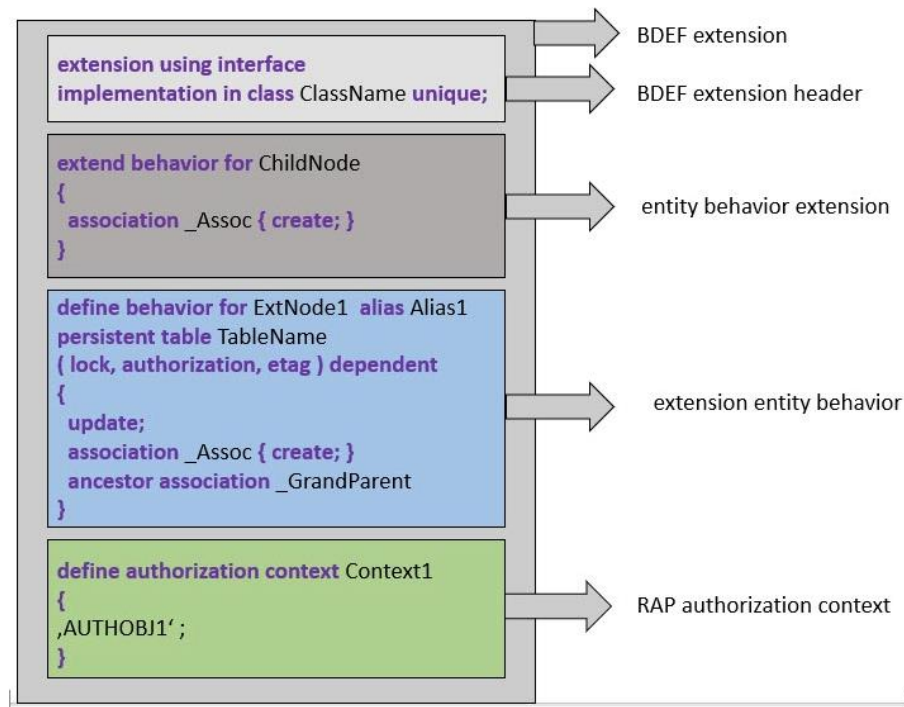 BDEF extension
extension using interface
implementation in class ClassName unique;
BDEF extension header
extend behavior for ChildNode
{
association _Assoc { create; }
}
entity behavior extension
define behavior for ExtNode1 alias Alias1
persistent table TableName
( lock, authorization, etag ) dependent
{
update;
association _Assoc { create; }
ancestor association _GrandParent
}
extension entity behavior
define authorization context Context1
{
‚AUTHOBJ1‘ ;
}
RAP authorization context